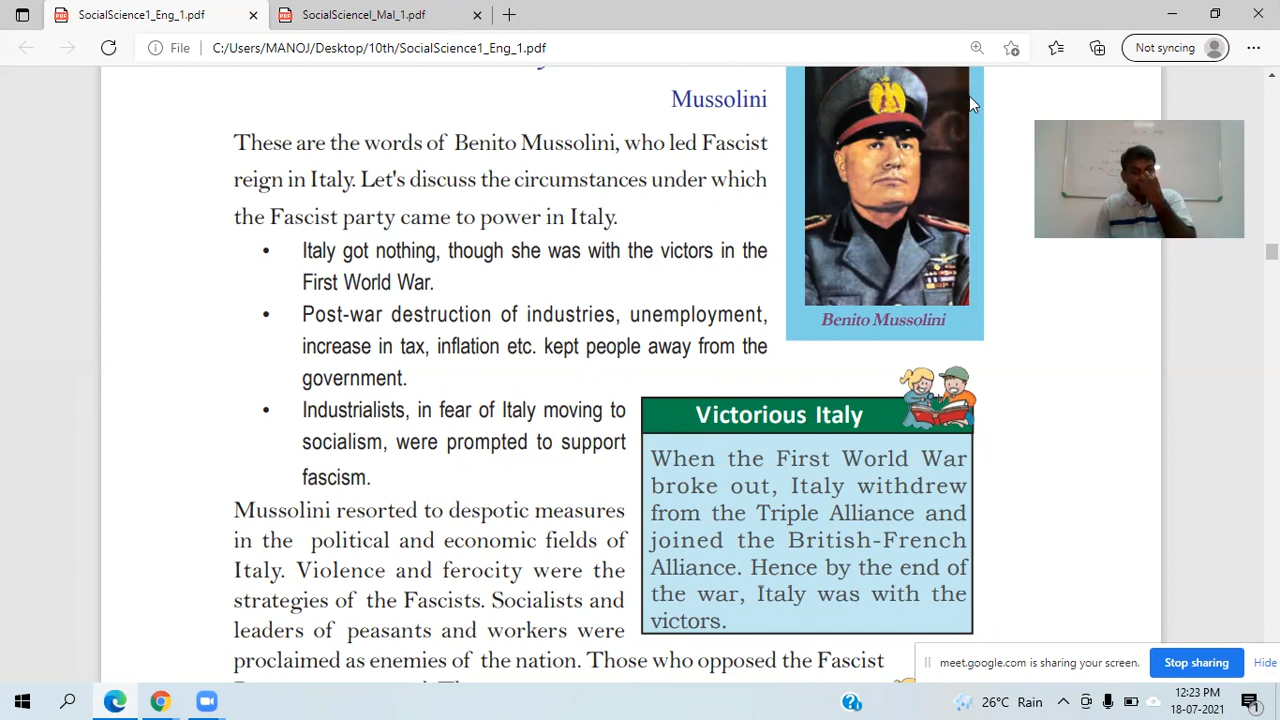 SocialScience1_Eng_1.pdf
SocialScienceI_Mal_1.pdf
File
C:/Users/MANOJ/Desktop/10th/SocialScience1_Eng_1.pdf
Not syncing
Mussolini
These are the words of Benito Mussolini, who led Fascist
reign in Italy. Let's discuss the circumstances under which
the Fascist party came to power in Italy.
• Italy got nothing, though she was with the victors in the
First World War.
• Post-war destruction of industries, unemployment,
increase in tax, inflation etc. kept people away from the
government.
• Industrialists, in fear of Italy moving to
socialism, were prompted to support
fascism.
Mussolini resorted to despotic measures
in the political and economic fields of
Italy. Violence and ferocity were the
strategies of the Fascists. Socialists and
leaders of peasants and workers were
proclaimed as enemies of the nation. Those who opposed the Fascist
Benito Mussolini
Victorious Italy
When the First World War
broke out, Italy withdrew
from the Triple Alliance and
joined the British-French
Alliance. Hence by the end of
the war, Italy was with the
victors.
meet.google.com is sharing your screen.
Stop sharing
Hide
26°C Rain
12:23 PM
18-07-2021